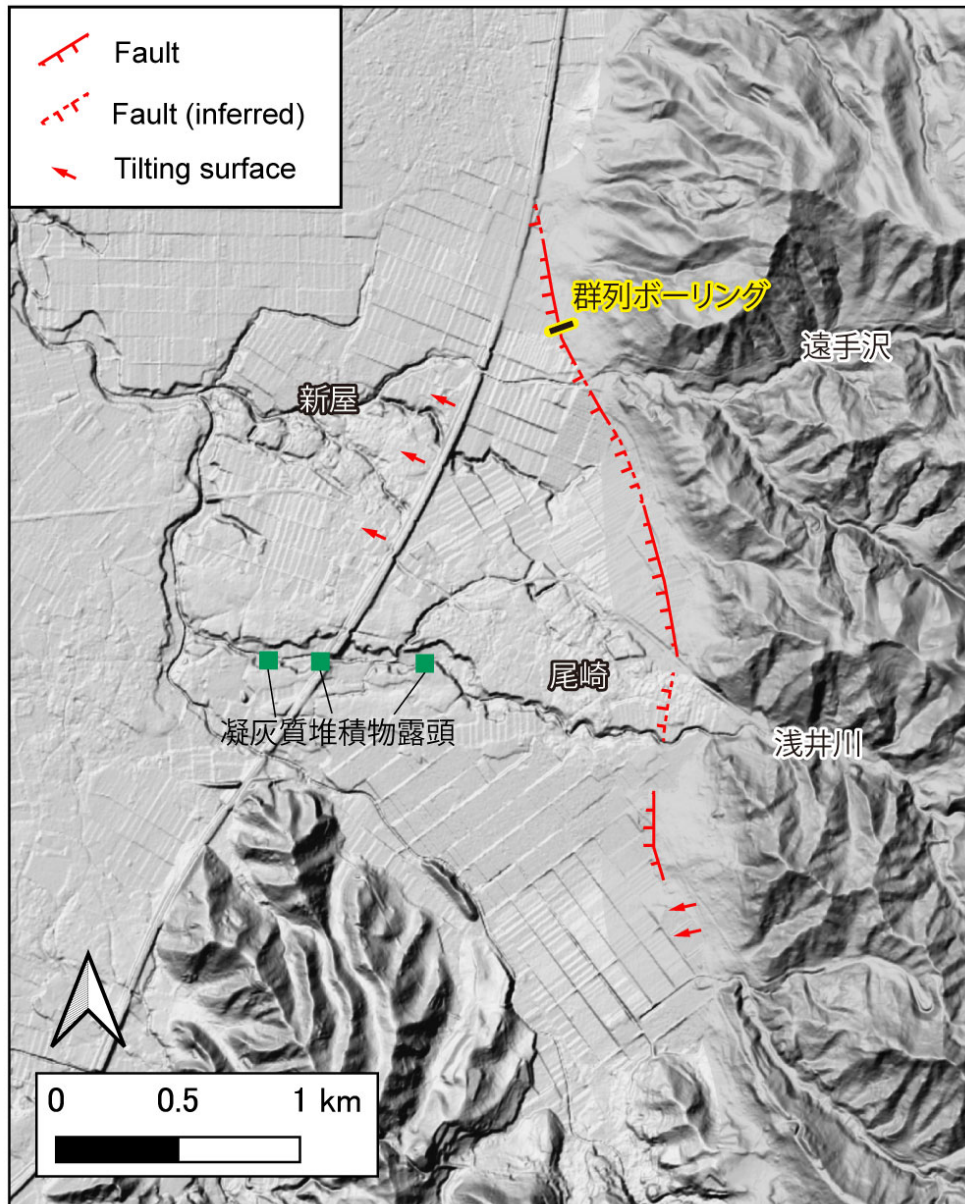 Fault
Fault (inferred)
Tilting surface
群列ボーリング
遠手沢
新屋
尾崎
凝灰質堆積物露頭
浅井川
0 0.5 1 km